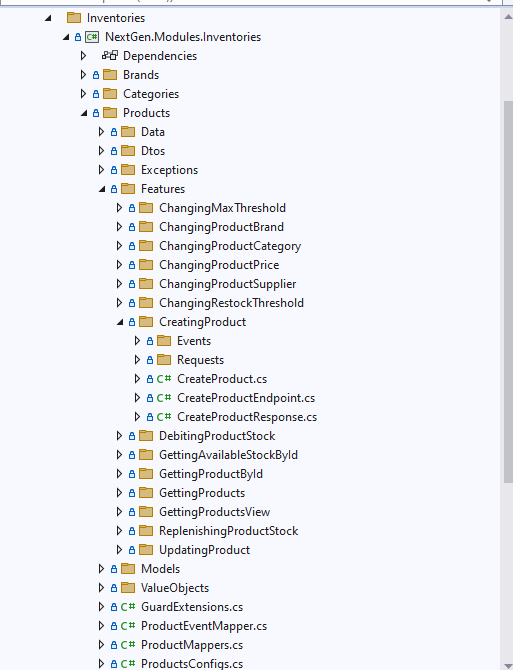 Inventories
C# NextGen.Modules.Inventories
Dependencies
Brands
Categories
Products
Data
Dtos
Exceptions
Features
ChangingMaxThreshold
ChangingProductBrand
ChangingProductCategory
ChangingProductPrice
ChangingProductSupplier
ChangingRestockThreshold
CreatingProduct
Events
Requests
C# CreateProduct.cs
C# CreateProductEndpoint.cs
C# CreateProductResponse.cs
DebitingProductStock
GettingAvailableStockById
GettingProductById
GettingProducts
GettingProductsView
ReplenishingProductStock
UpdatingProduct
Models
ValueObjects
C# GuardExtensions.cs
C# ProductEventMapper.cs
C# ProductMappers.cs
C# ProductsConfigs.cs